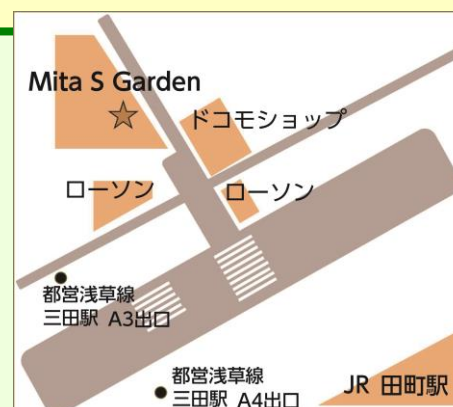 Mita S Garden
ドコモショップ
ローソン
ローソン
都営浅草線
三田駅 A3出口
都営浅草線
三田駅 A4出口
JR 田町駅